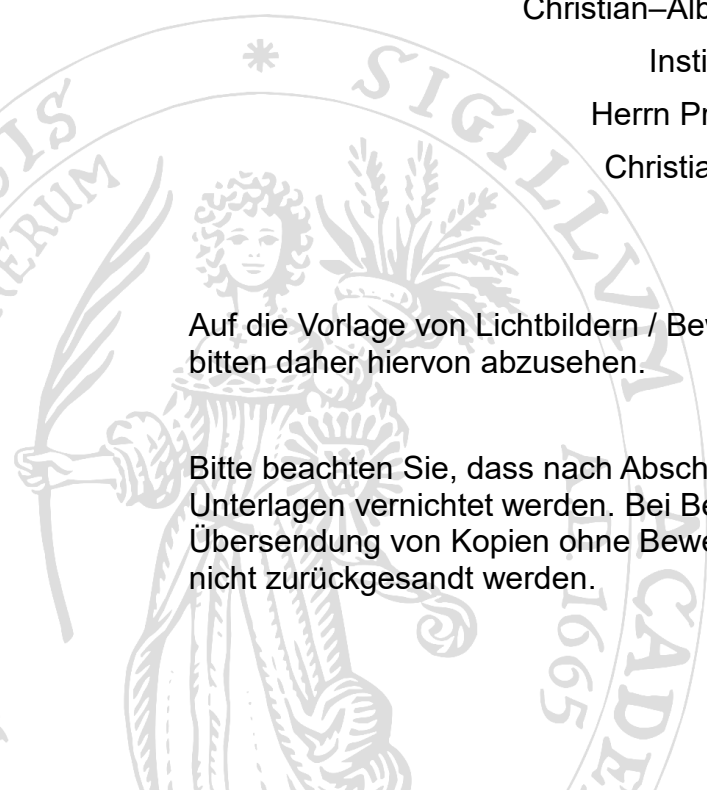 Christian–Alb
Insti
Herrn Pr
Christia
Auf die Vorlage von Lichtbildern / Bew
bitten daher hiervon abzusehen.
Bitte beachten Sie, dass nach Absch
Unterlagen vernichtet werden. Bei Be
Übersendung von Kopien ohne Bewe
nicht zurückgesandt werden.
SIGILLVM
ACADE
A.D.1665